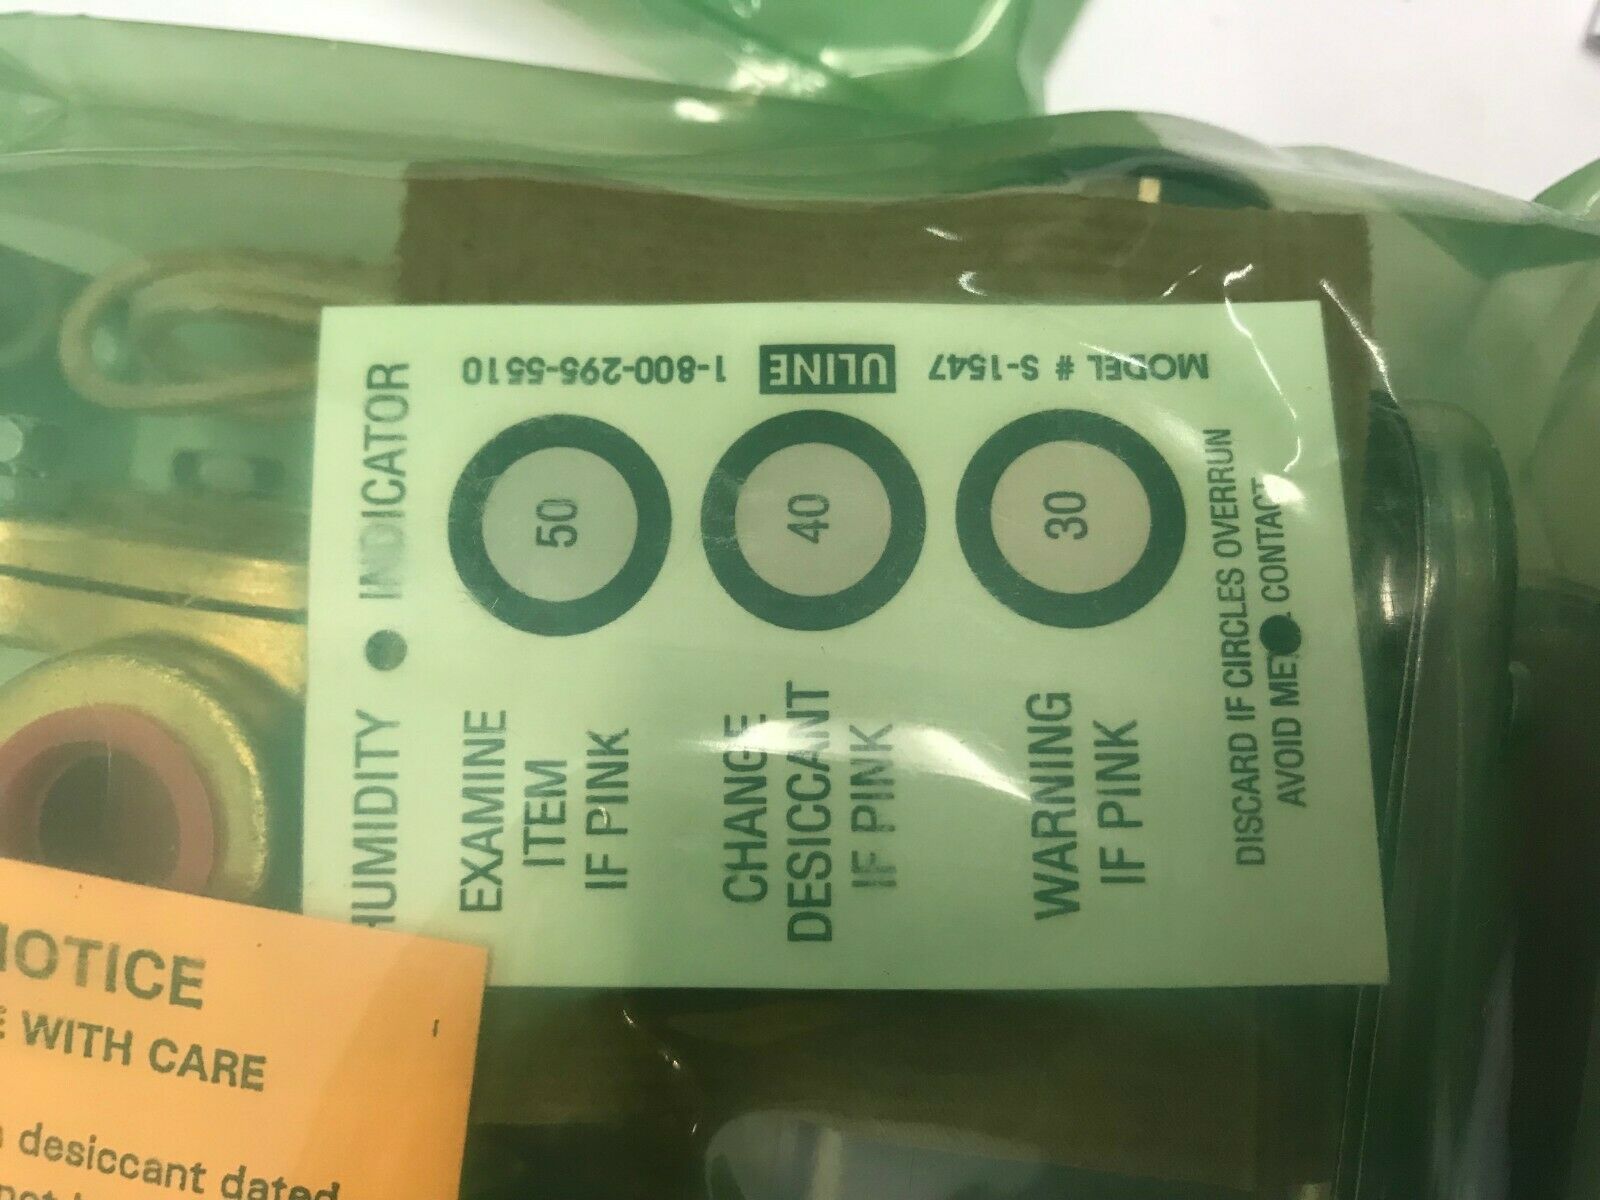 HUMIDITY ● INDICATOR
EXAMINE
ITEM
IF PINK
50
CHANGE
DESICCANT
IF PINK
40
WARNING
IF PINK
30
DISCARD IF CIRCLES OVERRUN
AVOID CONTACT
MODEL # S-1547 ULINE 1-800-295-5510
NOTICE
WITH CARE
desiccant dated